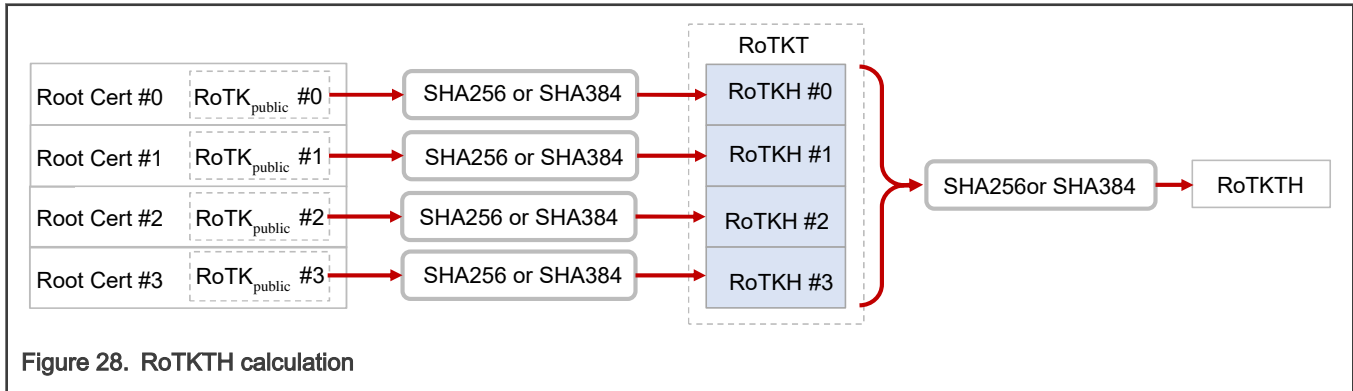 RoTKT
Root Cert #0 RoTKpublic #0 SHA256 or SHA384 RoTKH #0
Root Cert #1 RoTKpublic #1 SHA256 or SHA384 RoTKH #1
SHA256or SHA384 RoTKTH
Root Cert #2 RoTKpublic #2 SHA256 or SHA384 RoTKH #2
Root Cert #3 RoTKpublic #3 SHA256 or SHA384 RoTKH #3
Figure 28. RoTKTH calculation